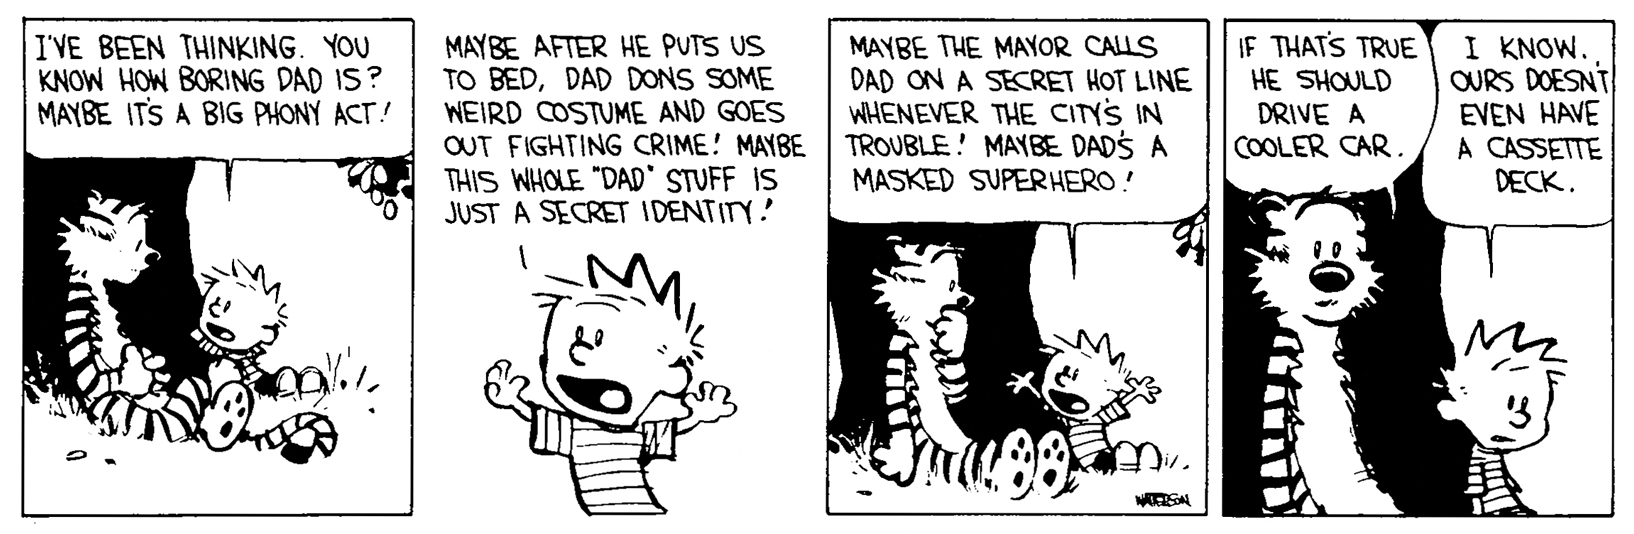 I'VE BEEN THINKING. YOU
KNOW HOW BORING DAD IS?
MAYBE IT'S A BIG PHONY ACT!
MAYBE AFTER HE PUTS US
TO BED, DAD DONS SOME
WEIRD COSTUME AND GOES
OUT FIGHTING CRIME! MAYBE
THIS WHOLE "DAD" STUFF IS
JUST A SECRET IDENTITY!
MAYBE THE MAYOR CALLS
DAD ON A SECRET HOT LINE
WHENEVER THE CITY'S IN
TROUBLE! MAYBE DAD'S A
MASKED SUPERHERO!
WATTERSON
IF THAT'S TRUE
HE SHOULD
DRIVE A
COOLER CAR.
I KNOW.
OURS DOESN'T
EVEN HAVE
A CASSETTE
DECK.